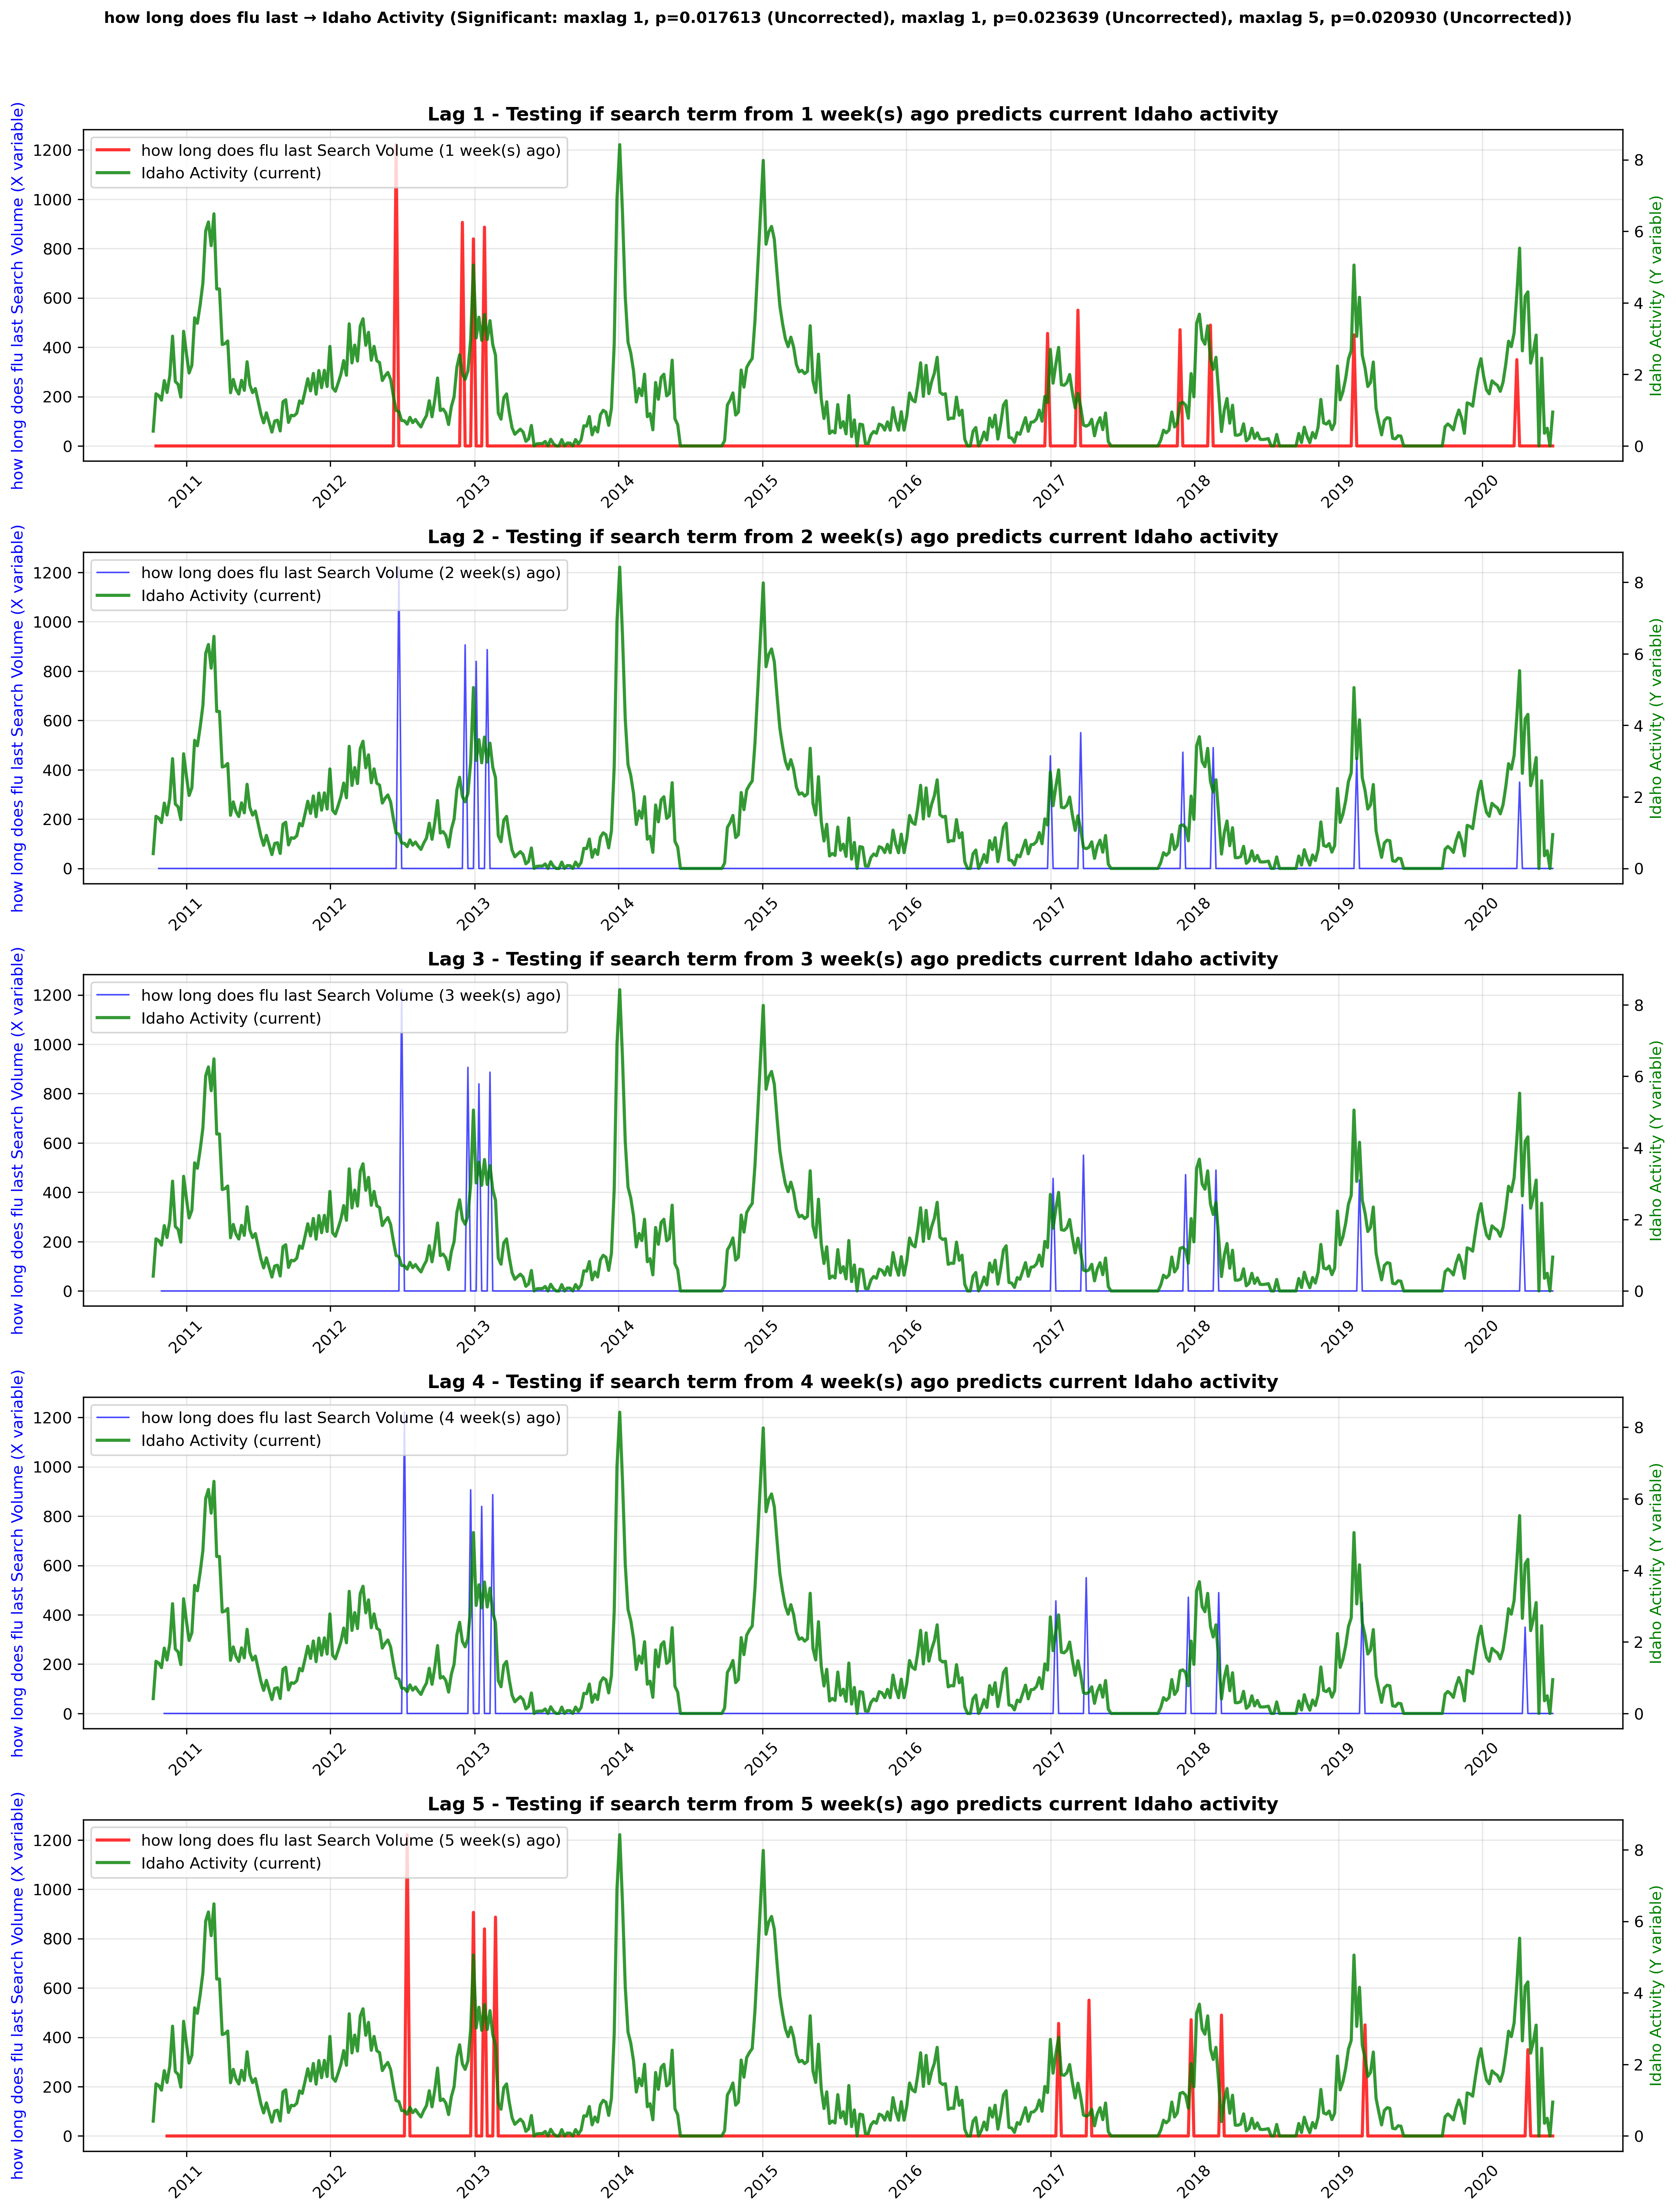 how long does flu last → Idaho Activity (Significant: maxlag 1, p=0.017613 (Uncorrected), maxlag 1, p=0.023639 (Uncorrected), maxlag 5, p=0.020930 (Uncorrected))
Lag 1 - Testing if search term from 1 week(s) ago predicts current Idaho activity
how long does flu last Search Volume (X variable)
1200
1000
800
600
400
200
0
how long does flu last Search Volume (1 week(s) ago)
Idaho Activity (current)
8
6
4
2
0
Idaho Activity (Y variable)
2011 2012 2013 2014 2015 2016 2017 2018 2019 2020
Lag 2 - Testing if search term from 2 week(s) ago predicts current Idaho activity
how long does flu last Search Volume (X variable)
1200
1000
800
600
400
200
0
how long does flu last Search Volume (2 week(s) ago)
Idaho Activity (current)
8
6
4
2
0
Idaho Activity (Y variable)
2011 2012 2013 2014 2015 2016 2017 2018 2019 2020
Lag 3 - Testing if search term from 3 week(s) ago predicts current Idaho activity
how long does flu last Search Volume (X variable)
1200
1000
800
600
400
200
0
how long does flu last Search Volume (3 week(s) ago)
Idaho Activity (current)
8
6
4
2
0
Idaho Activity (Y variable)
2011 2012 2013 2014 2015 2016 2017 2018 2019 2020
Lag 4 - Testing if search term from 4 week(s) ago predicts current Idaho activity
how long does flu last Search Volume (X variable)
1200
1000
800
600
400
200
0
how long does flu last Search Volume (4 week(s) ago)
Idaho Activity (current)
8
6
4
2
0
Idaho Activity (Y variable)
2011 2012 2013 2014 2015 2016 2017 2018 2019 2020
Lag 5 - Testing if search term from 5 week(s) ago predicts current Idaho activity
how long does flu last Search Volume (X variable)
1200
1000
800
600
400
200
0
how long does flu last Search Volume (5 week(s) ago)
Idaho Activity (current)
8
6
4
2
0
Idaho Activity (Y variable)
2011 2012 2013 2014 2015 2016 2017 2018 2019 2020